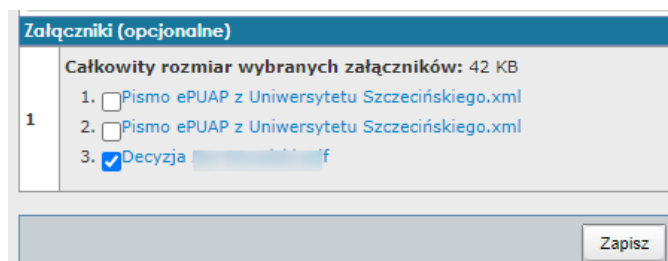 Załączniki (opcjonalne)
Całkowity rozmiar wybranych załączników: 42 KB
1
1. Pismo ePUAP z Uniwersytetu Szczecińskiego.xml
2. Pismo ePUAP z Uniwersytetu Szczecińskiego.xml
3. Decyzja
Zapisz